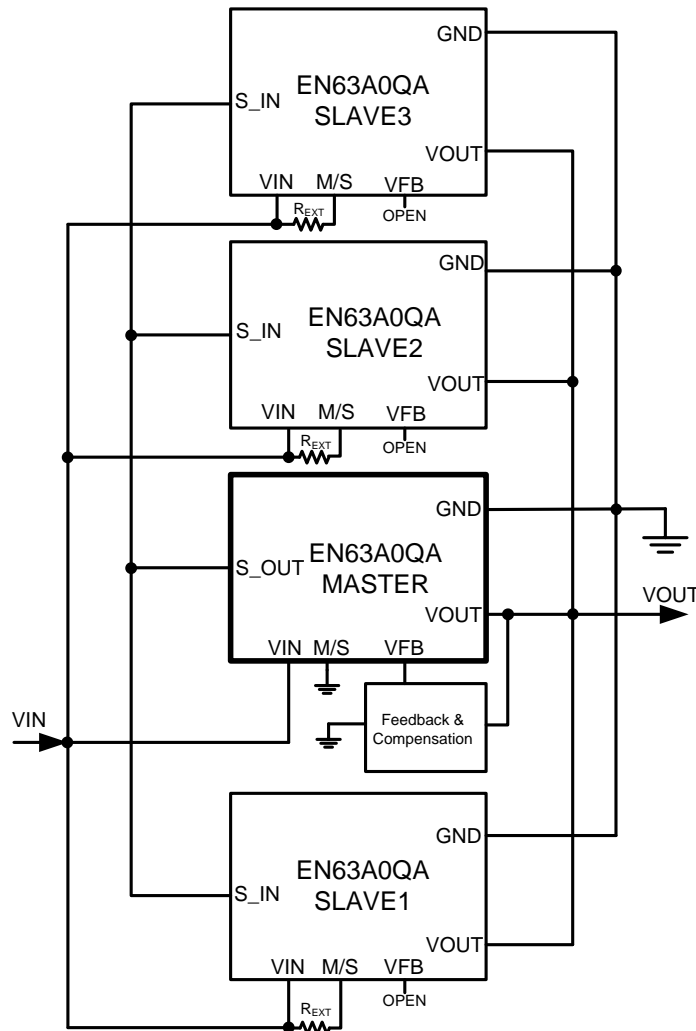 GND
EN63A0QA
SLAVE3
S_IN
VOUT
VIN M/S VFB
REXT
OPEN
GND
EN63A0QA
SLAVE2
S_IN
VOUT
VIN M/S VFB
REXT
OPEN
GND
EN63A0QA
MASTER
S_OUT
VOUT
VOUT
VIN M/S VFB
VIN
Feedback &
Compensation
GND
EN63A0QA
SLAVE1
S_IN
VOUT
VIN M/S VFB
REXT
OPEN